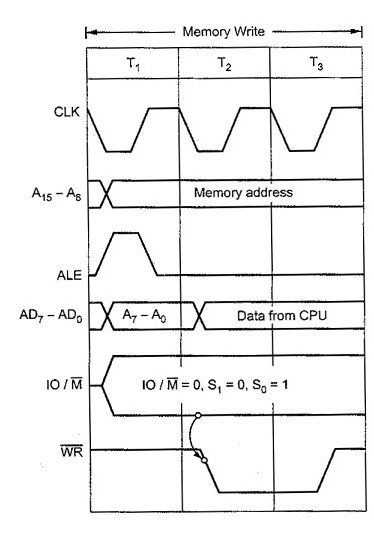 Memory Write
T₁ T₂ T₃
CLK
A₁₅ – A₈ Memory address
ALE
AD₇ – AD₀ A₇ – A₀ Data from CPU
IO / M̅ IO / M̅ = 0, S₁ = 0, S₀ = 1
W̅R̅